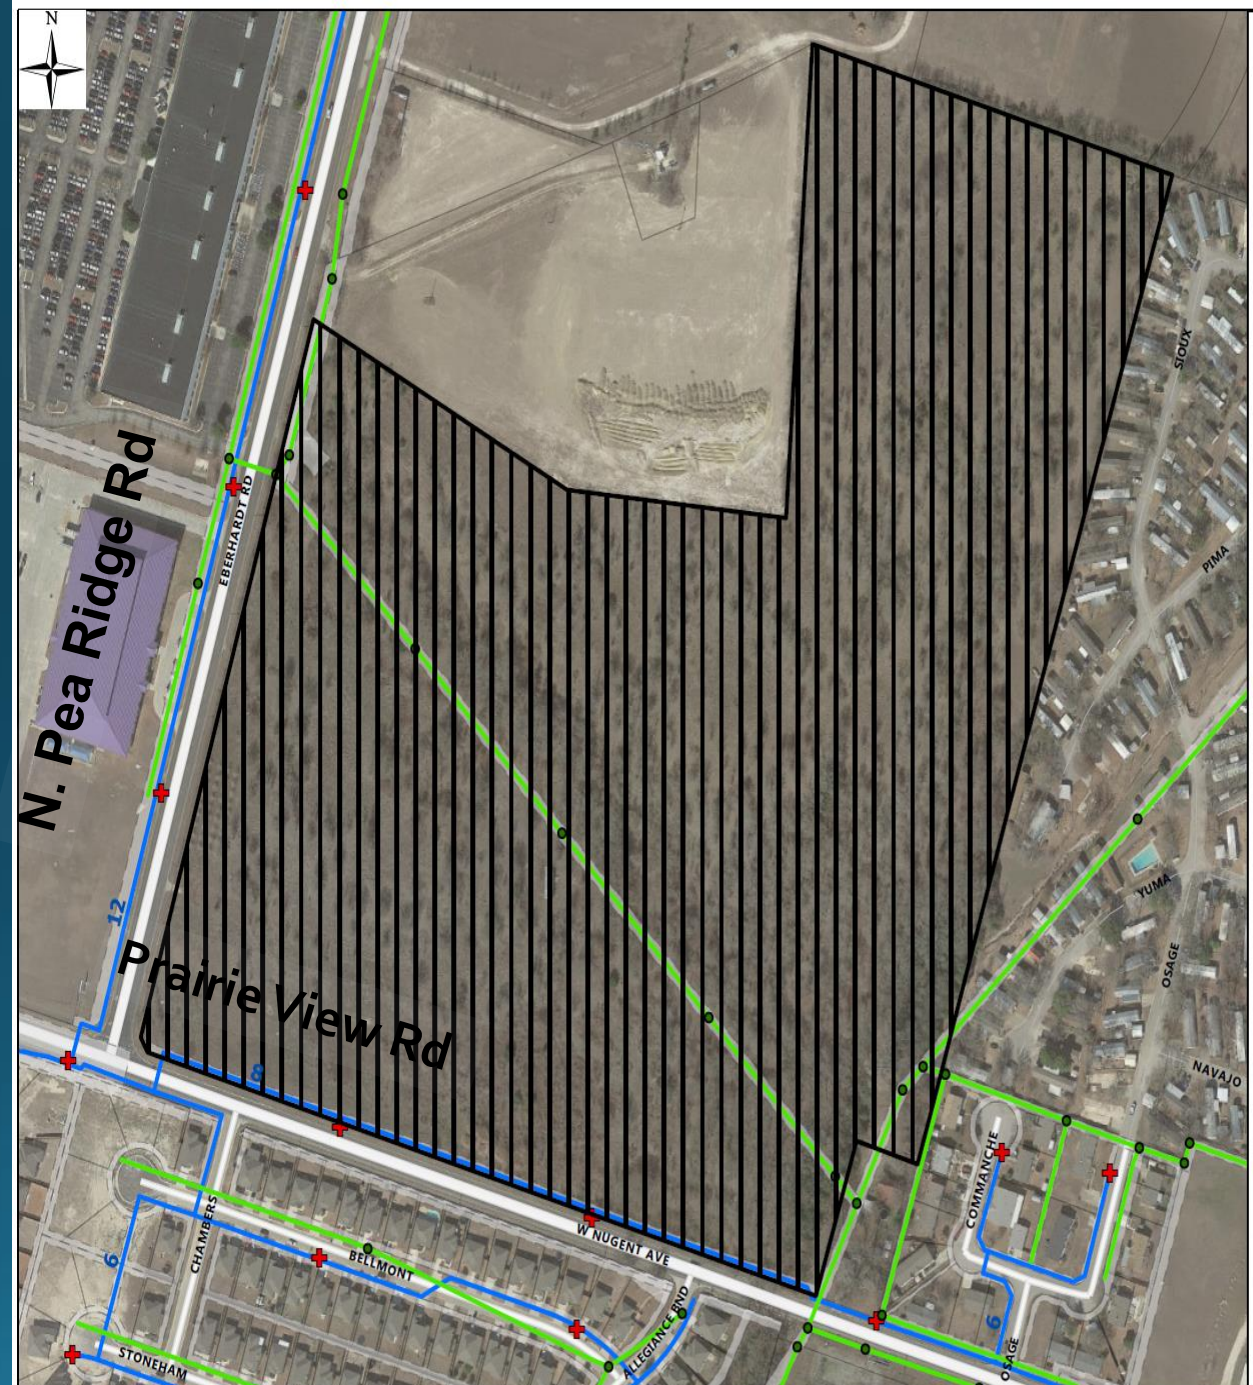 N
SIOUX
PIMA
EBERHARDT RD
N. Pea Ridge Rd
YUMA
12
OSAGE
Prairie View Rd
8
NAVAJO
COMMANCHE
CHAMBERS
W NUGENT AVE
6
BELLMONT
ALLEGIANCE BND
6
OSAGE
STONEHAM